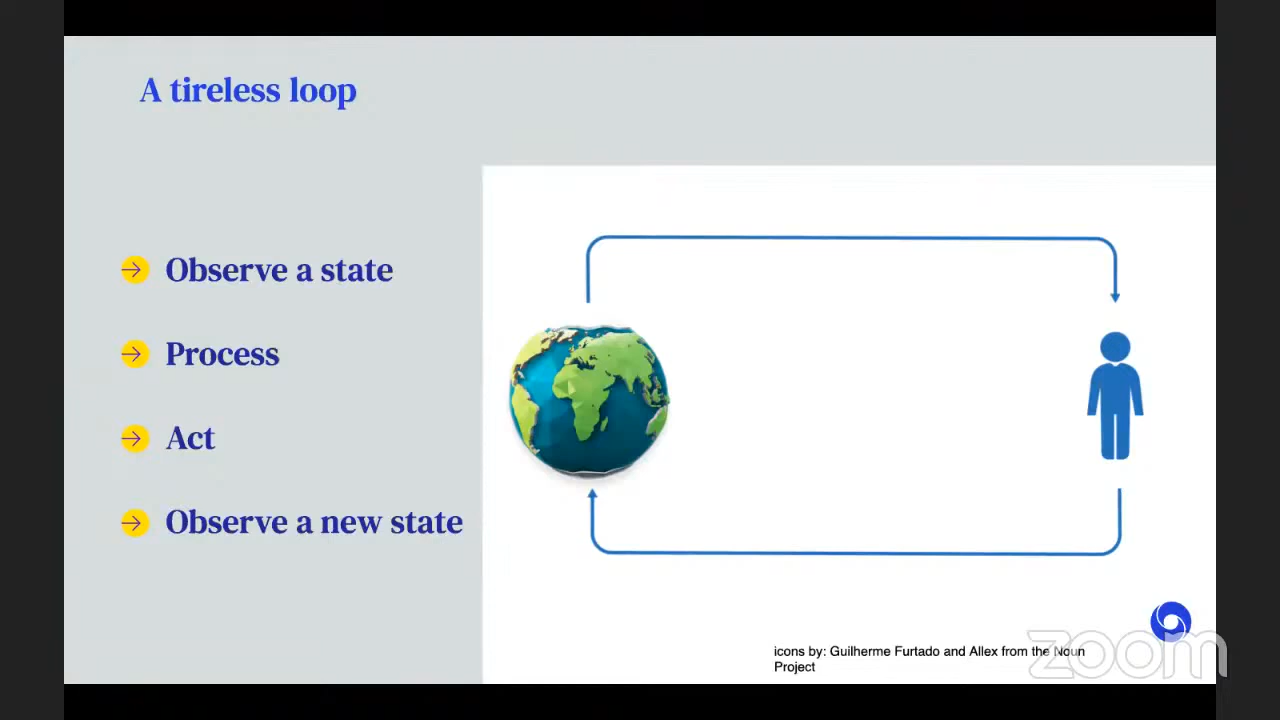 A tireless loop
Observe a state
Process
Act
Observe a new state
icons by: Guilherme Furtado and Allex from the Noun
Project
zoom